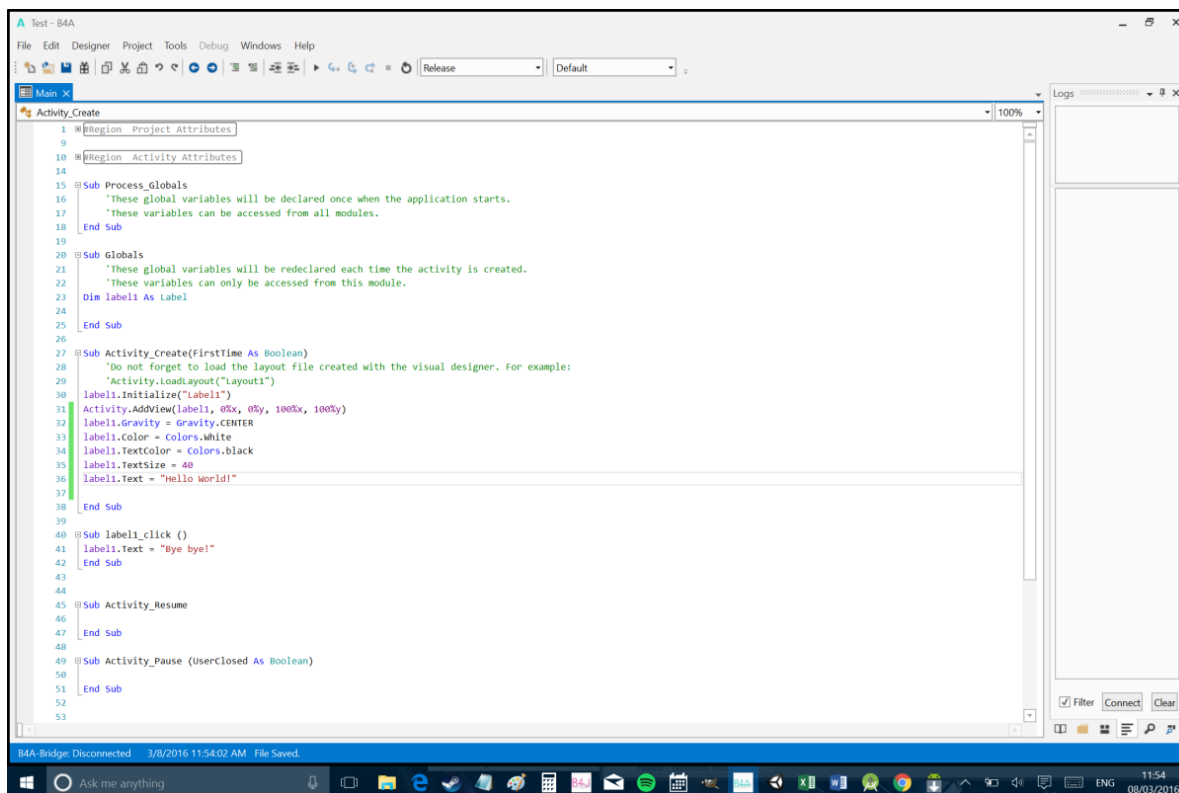 A Test - B4A
File Edit Designer Project Tools Debug Windows Help
Release Default
Main
Logs
Activity_Create 100%
1 #Region Project Attributes
9
10 #Region Activity Attributes
14
15 Sub Process_Globals
16 'These global variables will be declared once when the application starts.
17 'These variables can be accessed from all modules.
18 End Sub
19
20 Sub Globals
21 'These global variables will be redeclared each time the activity is created.
22 'These variables can only be accessed from this module.
23 Dim label1 As Label
24
25 End Sub
26
27 Sub Activity_Create(FirstTime As Boolean)
28 'Do not forget to load the layout file created with the visual designer. For example:
29 'Activity.LoadLayout("Layout1")
30 label1.Initialize("Label1")
31 Activity.AddView(label1, 0%x, 0%y, 100%x, 100%y)
32 label1.Gravity = Gravity.CENTER
33 label1.Color = Colors.White
34 label1.TextColor = Colors.black
35 label1.TextSize = 40
36 label1.Text = "Hello World!"
37
38 End Sub
39
40 Sub label1_click ()
41 label1.Text = "Bye bye!"
42 End Sub
43
44
45 Sub Activity_Resume
46
47 End Sub
48
49 Sub Activity_Pause (UserClosed As Boolean)
50
51 End Sub
52
53
Filter Connect Clear
B4A-Bridge: Disconnected 3/8/2016 11:54:02 AM File Saved.
Ask me anything
B4J
B4A
ENG
11:54
08/03/2016